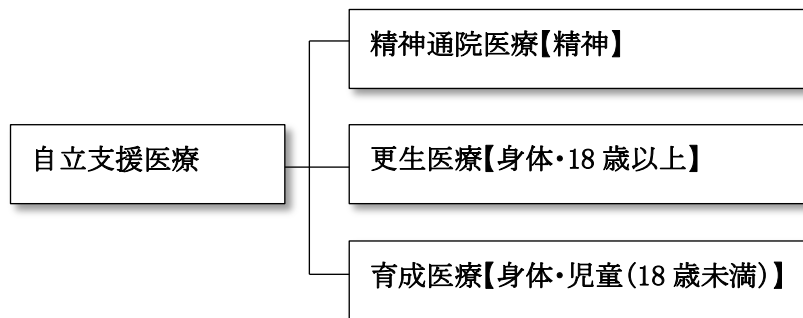 精神通院医療【精神】
自立支援医療
更生医療【身体・18歳以上】
育成医療【身体・児童(18歳未満)】